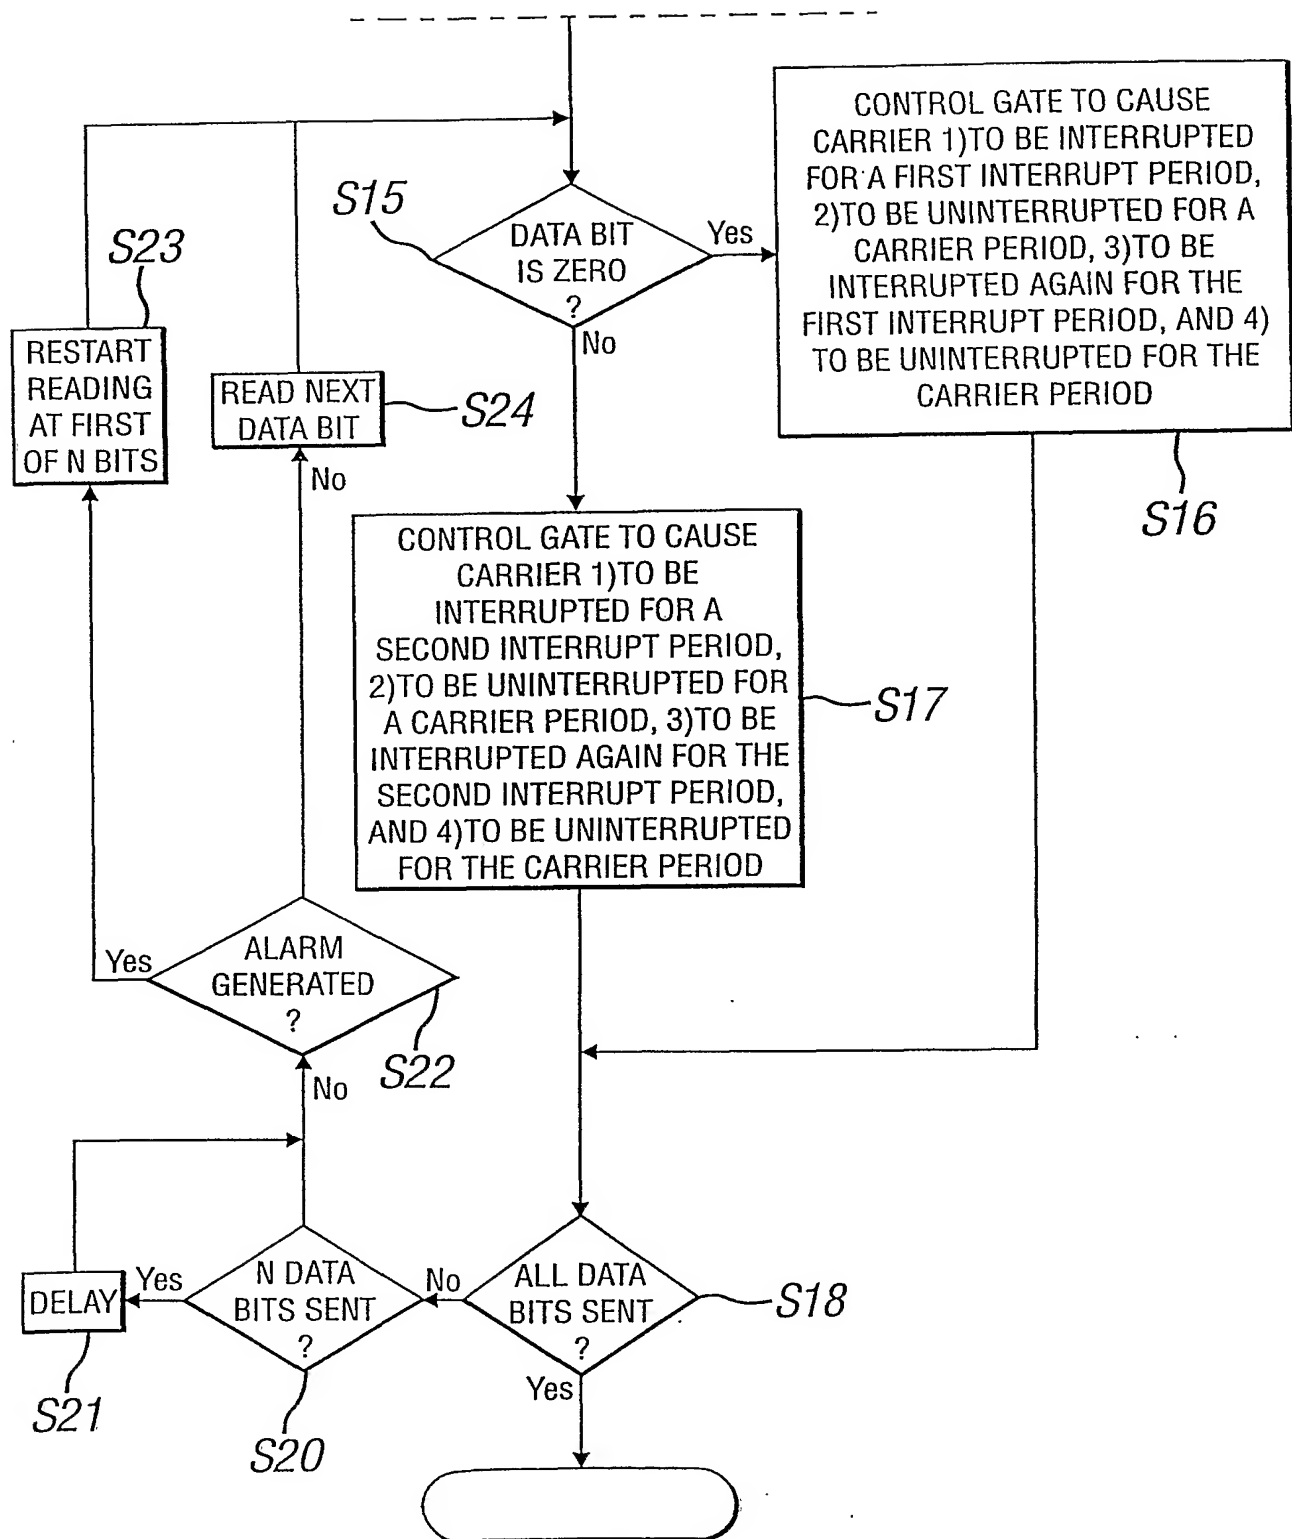 S15
DATA BIT
IS ZERO
?
Yes
No
CONTROL GATE TO CAUSE
CARRIER 1)TO BE INTERRUPTED
FOR A FIRST INTERRUPT PERIOD,
2)TO BE UNINTERRUPTED FOR A
CARRIER PERIOD, 3)TO BE
INTERRUPTED AGAIN FOR THE
FIRST INTERRUPT PERIOD, AND 4)
TO BE UNINTERRUPTED FOR THE
CARRIER PERIOD
S16
S23
RESTART
READING
AT FIRST
OF N BITS
READ NEXT
DATA BIT
S24
No
CONTROL GATE TO CAUSE
CARRIER 1)TO BE
INTERRUPTED FOR A
SECOND INTERRUPT PERIOD,
2)TO BE UNINTERRUPTED FOR
A CARRIER PERIOD, 3)TO BE
INTERRUPTED AGAIN FOR THE
SECOND INTERRUPT PERIOD,
AND 4)TO BE UNINTERRUPTED
FOR THE CARRIER PERIOD
S17
Yes
ALARM
GENERATED
?
S22
No
DELAY
S21
Yes
N DATA
BITS SENT
?
S20
No
ALL DATA
BITS SENT
?
S18
Yes